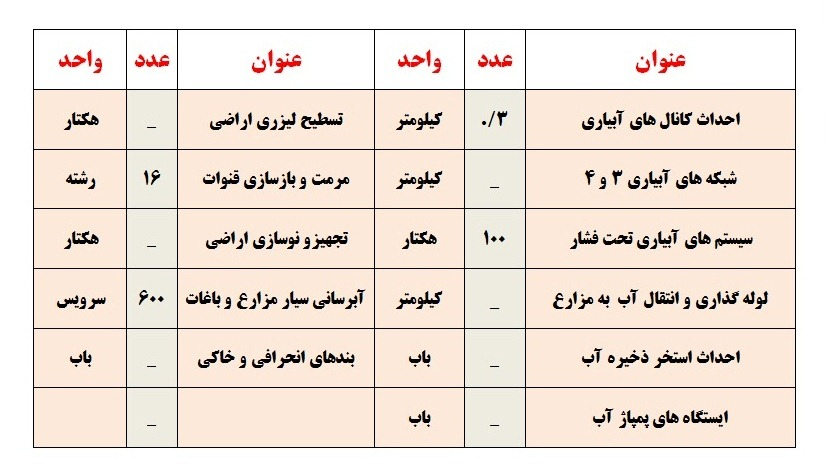 عنوان عدد واحد عنوان عدد واحد
احداث کانال های آبیاری ۰/۳ کیلومتر تسطیح لیزری اراضی _ هکتار
شبکه های آبیاری ۳ و ۴ _ کیلومتر مرمت و بازسازی قنوات ۱۶ رشته
سیستم های آبیاری تحت فشار ۱۰۰ هکتار تجهیز و نوسازی اراضی _ هکتار
لوله گذاری و انتقال آب به مزارع _ کیلومتر آبرسانی سیار مزارع و باغات ۶۰۰ سرویس
احداث استخر ذخیره آب _ باب بندهای انحرافی و خاکی _ باب
ایستگاه های پمپاژ آب _ باب _